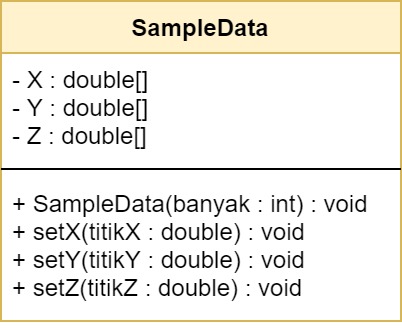 SampleData
- X : double[]
- Y : double[]
- Z : double[]
+ SampleData(banyak : int) : void
+ setX(titikX : double) : void
+ setY(titikY : double) : void
+ setZ(titikZ : double) : void